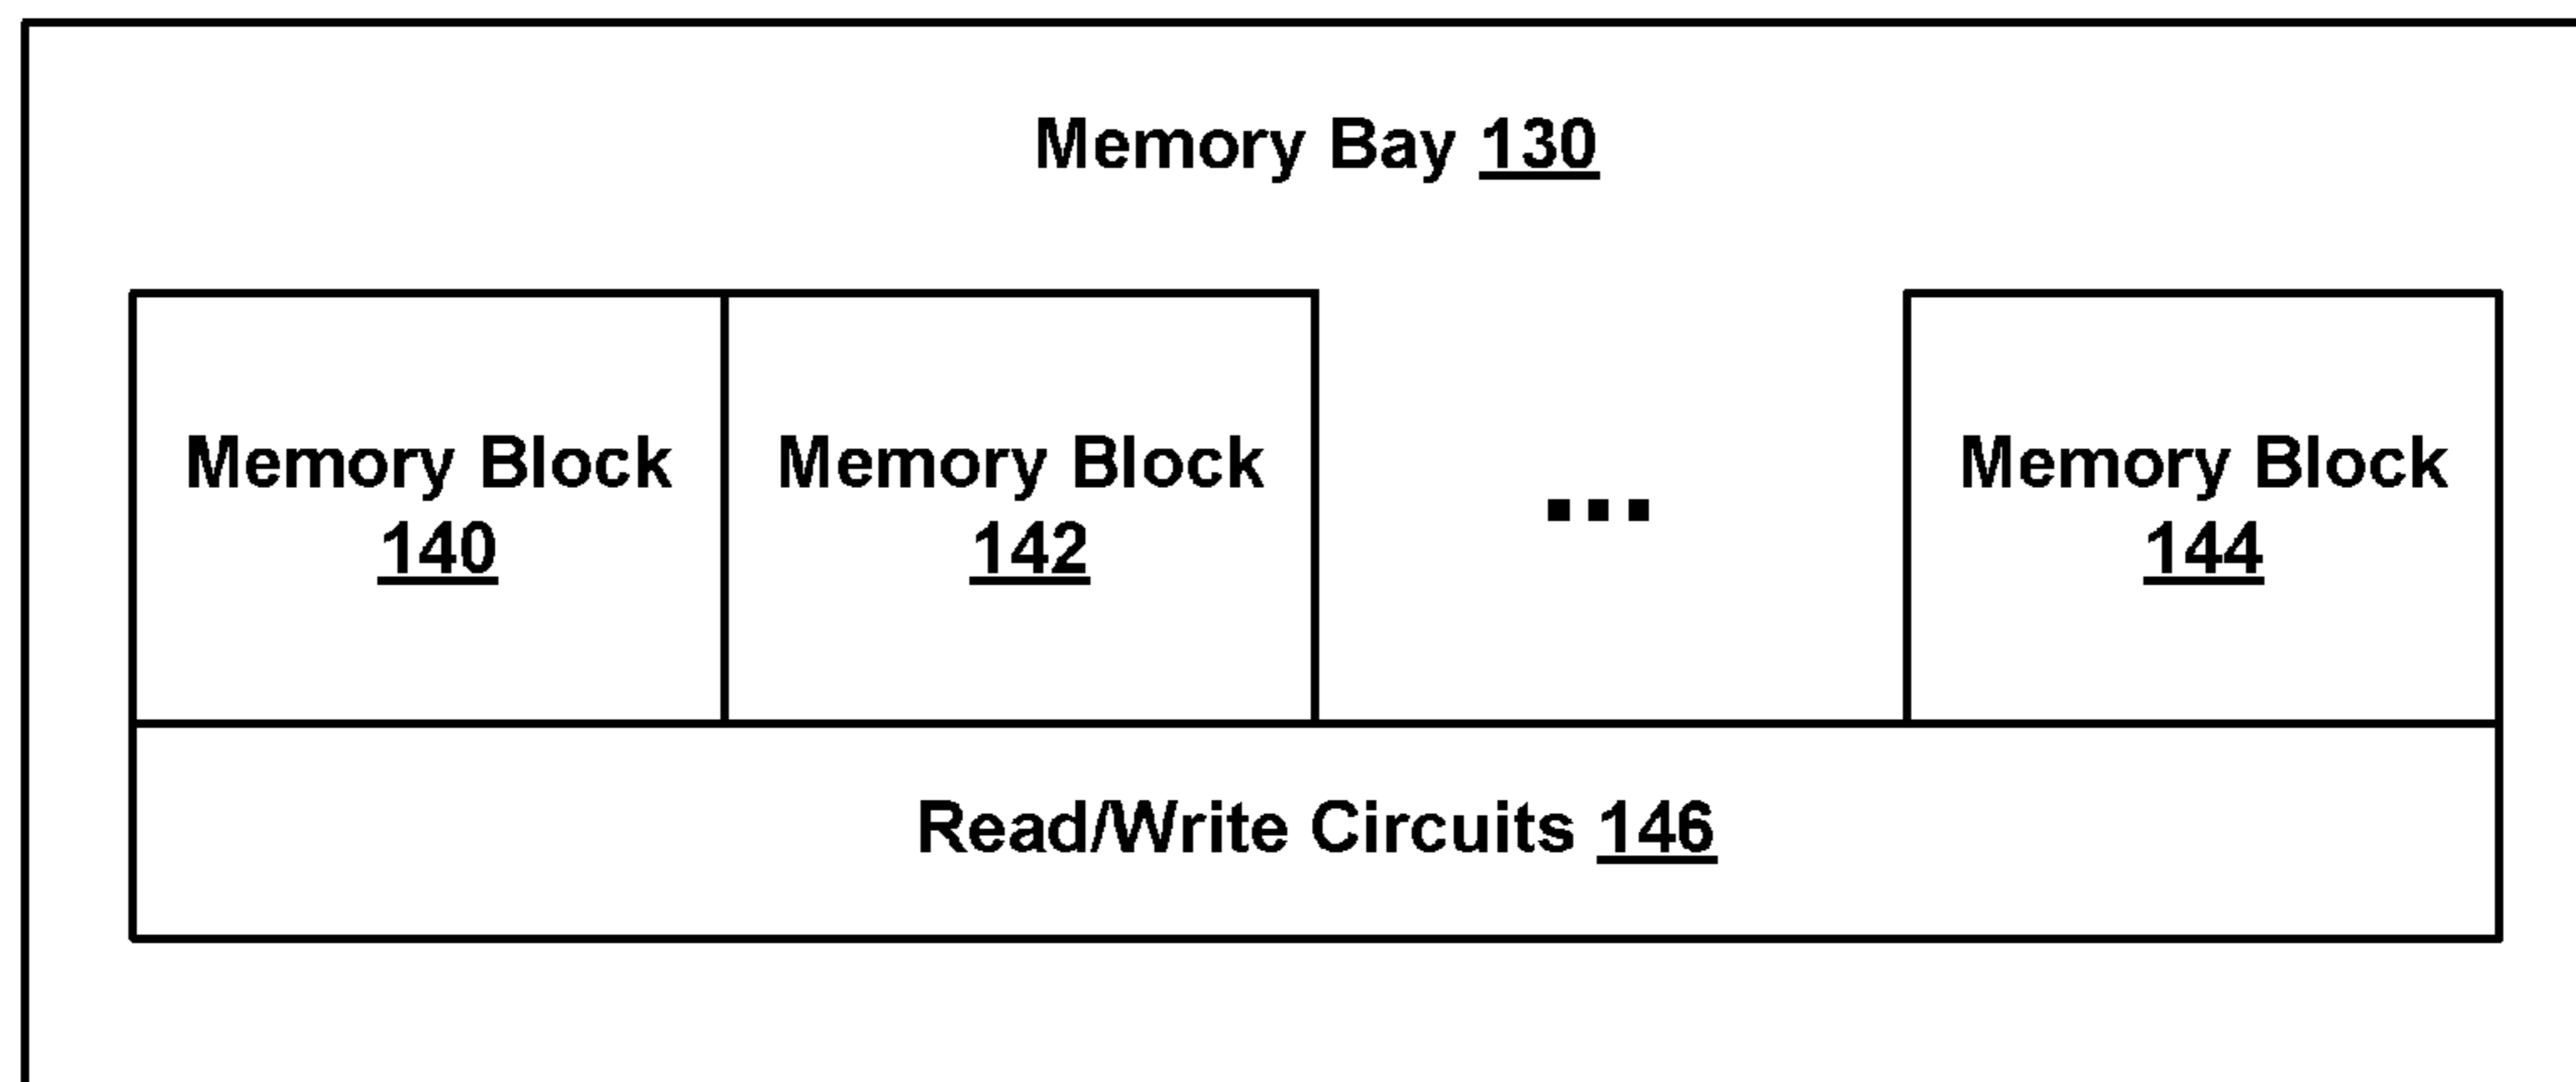 Memory Bay 130
Memory Block
140
Memory Block
142
...
Memory Block
144
Read/Write Circuits 146